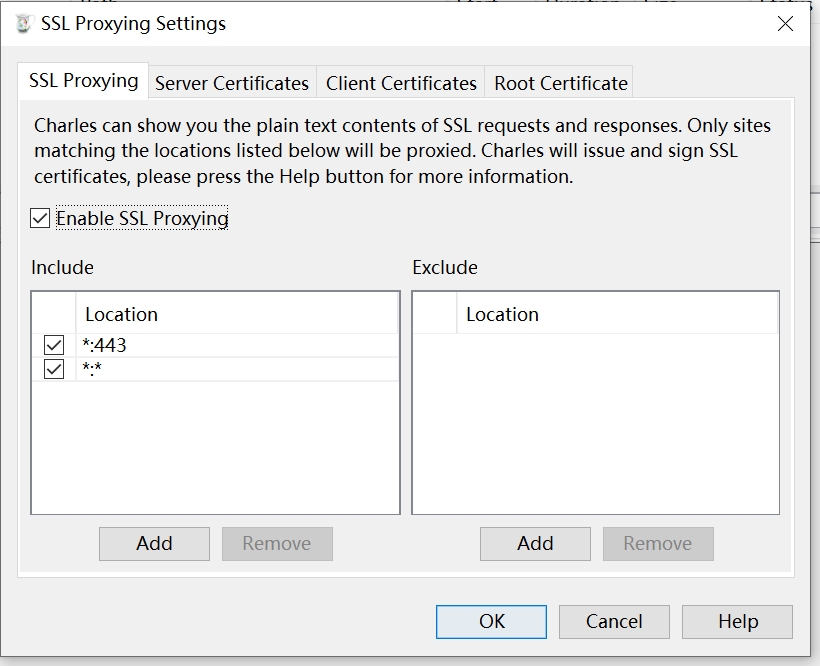 SSL Proxying Settings
SSL Proxying Server Certificates Client Certificates Root Certificate
Charles can show you the plain text contents of SSL requests and responses. Only sites
matching the locations listed below will be proxied. Charles will issue and sign SSL
certificates, please press the Help button for more information.
Enable SSL Proxying
Include Exclude
Location Location
*:443
*:*
Add Remove Add Remove
OK Cancel Help